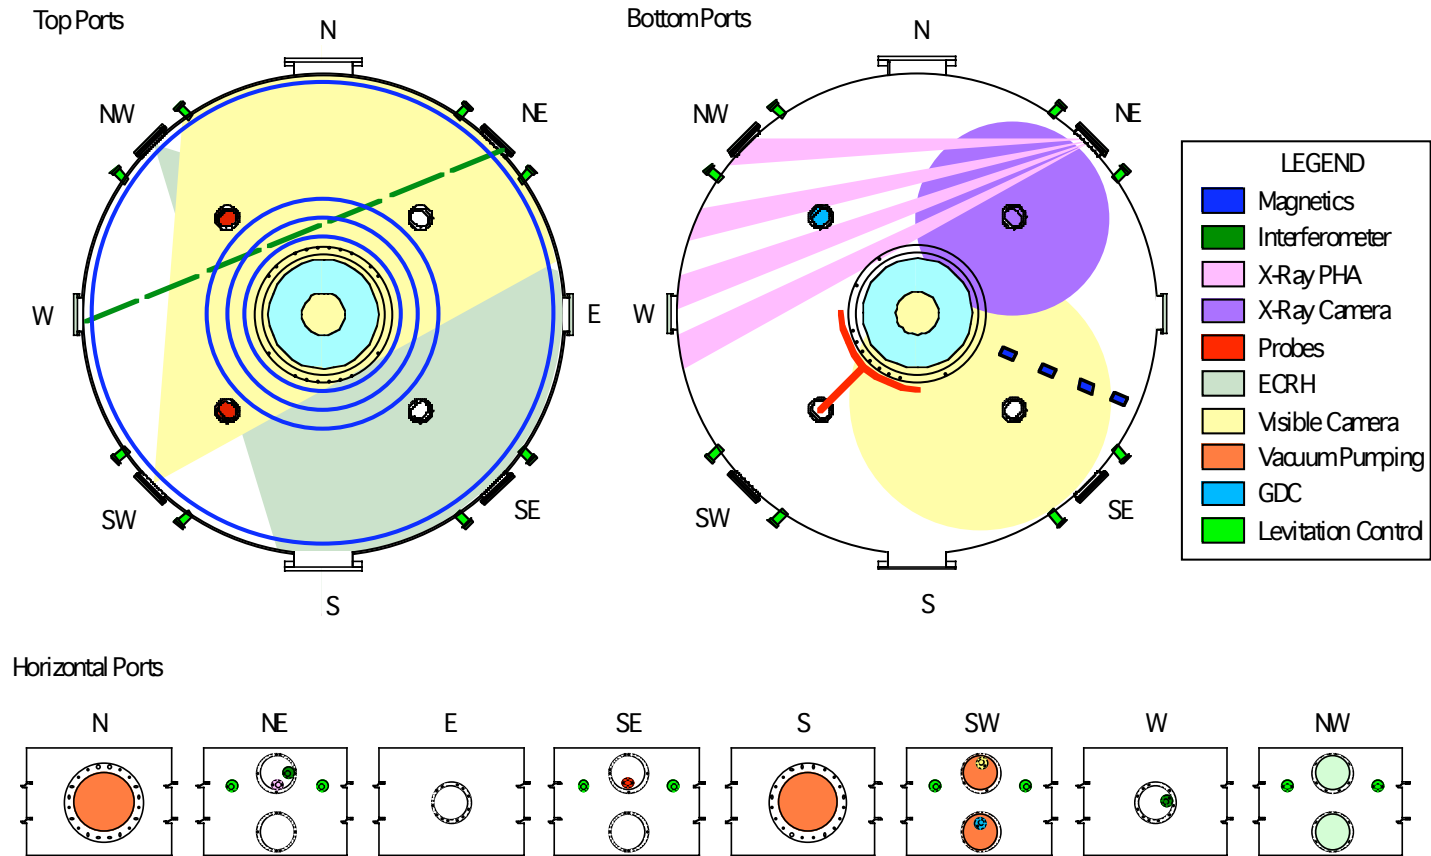 Top Ports
Bottom Ports
N
N
NW
NE
NW
NE
LEGEND
Magnetics
Interferometer
X-Ray PHA
X-Ray Camera
Probes
ECRH
Visible Camera
Vacuum Pumping
GDC
Levitation Control
W
E
W
SW
SE
SW
SE
S
S
Horizontal Ports
N
NE
E
SE
S
SW
W
NW